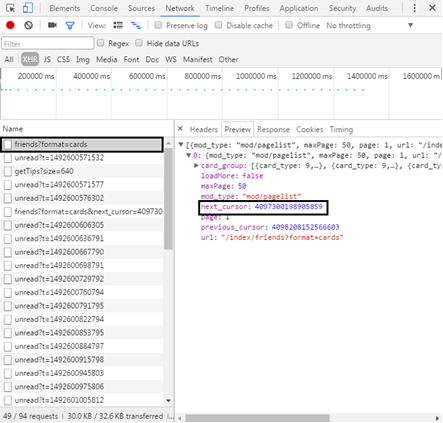 Elements Console Sources Network Timeline Profiles Application Security Audits
View: Preserve log Disable cache Offline No throttling
Filter Regex Hide data URLs
All XHR JS CSS Img Media Font Doc WS Manifest Other
200000 ms 400000 ms 600000 ms 800000 ms 1000000 ms 1200000 ms 1400000 ms 1600000 m
Name
friends?format=cards
unread?t=1492600571532
getTips?size=640
unread?t=1492600571577
unread?t=1492600576302
friends?format=cards&next_cursor=409730
unread?t=1492600606305
unread?t=1492600636791
unread?t=1492600667790
unread?t=1492600698791
unread?t=1492600729792
unread?t=1492600760794
unread?t=1492600791795
unread?t=1492600822794
unread?t=1492600853795
unread?t=1492600884797
unread?t=1492600915798
unread?t=1492600945803
unread?t=1492600975806
unread?t=1492601005812
49 / 94 requests | 30.0 KB / 32.6 KB transferred
× Headers Preview Response Cookies Timing
▼[{mod_type: "mod/pagelist", maxPage: 50, page: 1, url: "/inde
▼0: {mod_type: "mod/pagelist", maxPage: 50, page: 1, url:
▶card_group: [{card_type: 9,…}, {card_type: 9,…}, {card_ty
loadMore: false
maxPage: 50
mod_type: "mod/pagelist"
next_cursor: 4097300198905859
page: 1
previous_cursor: 4098208152566603
url: "/index/friends?format=cards"